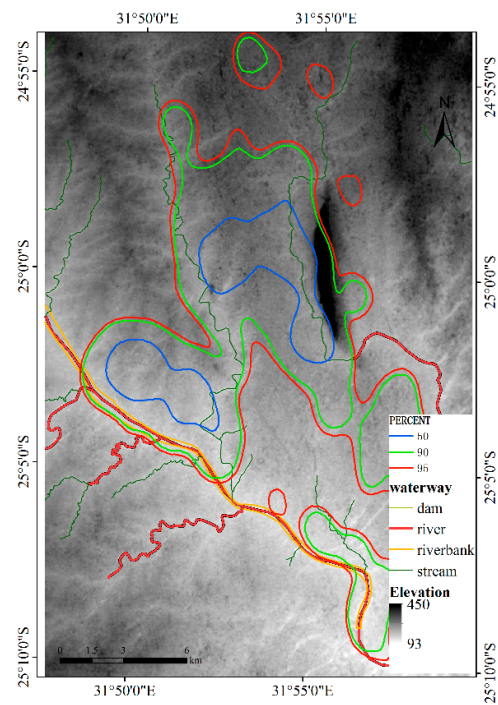 31°50'0"E 31°55'0"E
24°55'0"S 24°55'0"S
N
25°0'0"S 25°0'0"S
PERCENT
60
90
95
waterway
dam
river
riverbank
stream
25°5'0"S 25°5'0"S
Elevation
450
93
0 1.5 3 6
km
25°10'0"S 25°10'0"S
31°50'0"E 31°55'0"E